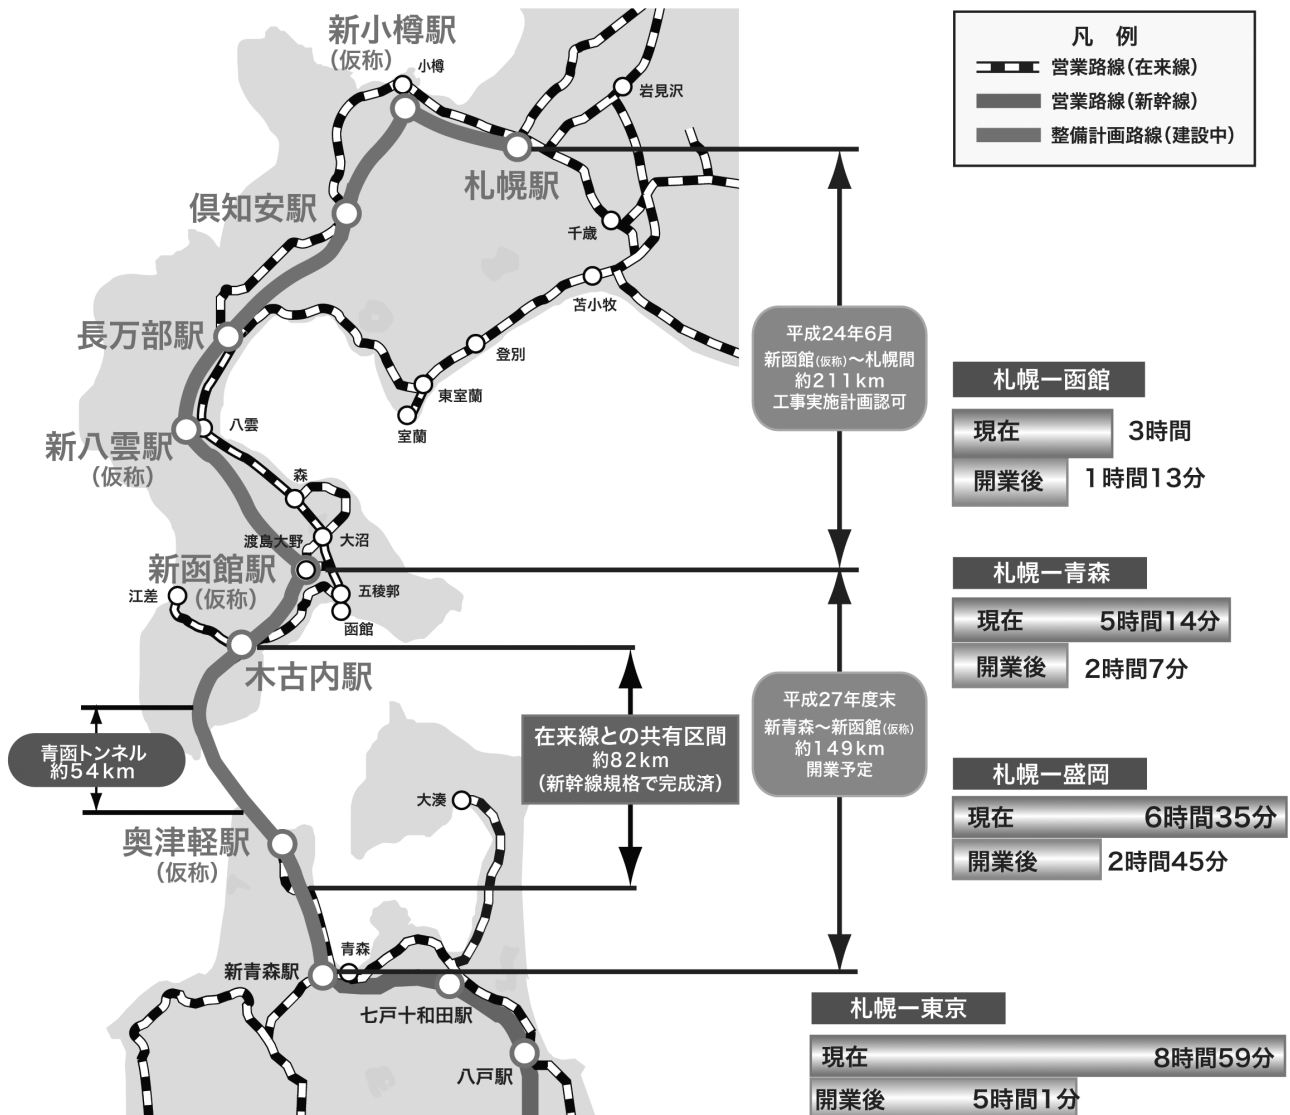 新小樽駅
（仮称）
小樽
岩見沢
札幌駅
倶知安駅
千歳
苫小牧
長万部駅
登別
東室蘭
室蘭
八雲
新八雲駅
（仮称）
森
渡島大野
大沼
新函館駅
（仮称）
江差
五稜郭
函館
木古内駅
青函トンネル
約54km
奥津軽駅
（仮称）
大湊
青森
新青森駅
七戸十和田駅
八戸駅
在来線との共有区間
約82km
（新幹線規格で完成済）
平成24年6月
新函館(仮称)～札幌間
約211km
工事実施計画認可
平成27年度末
新青森～新函館(仮称)
約149km
開業予定
凡 例
営業路線（在来線）
営業路線（新幹線）
整備計画路線（建設中）
札幌ー函館
現在 3時間
開業後 1時間13分
札幌ー青森
現在 5時間14分
開業後 2時間7分
札幌ー盛岡
現在 6時間35分
開業後 2時間45分
札幌ー東京
現在 8時間59分
開業後 5時間1分